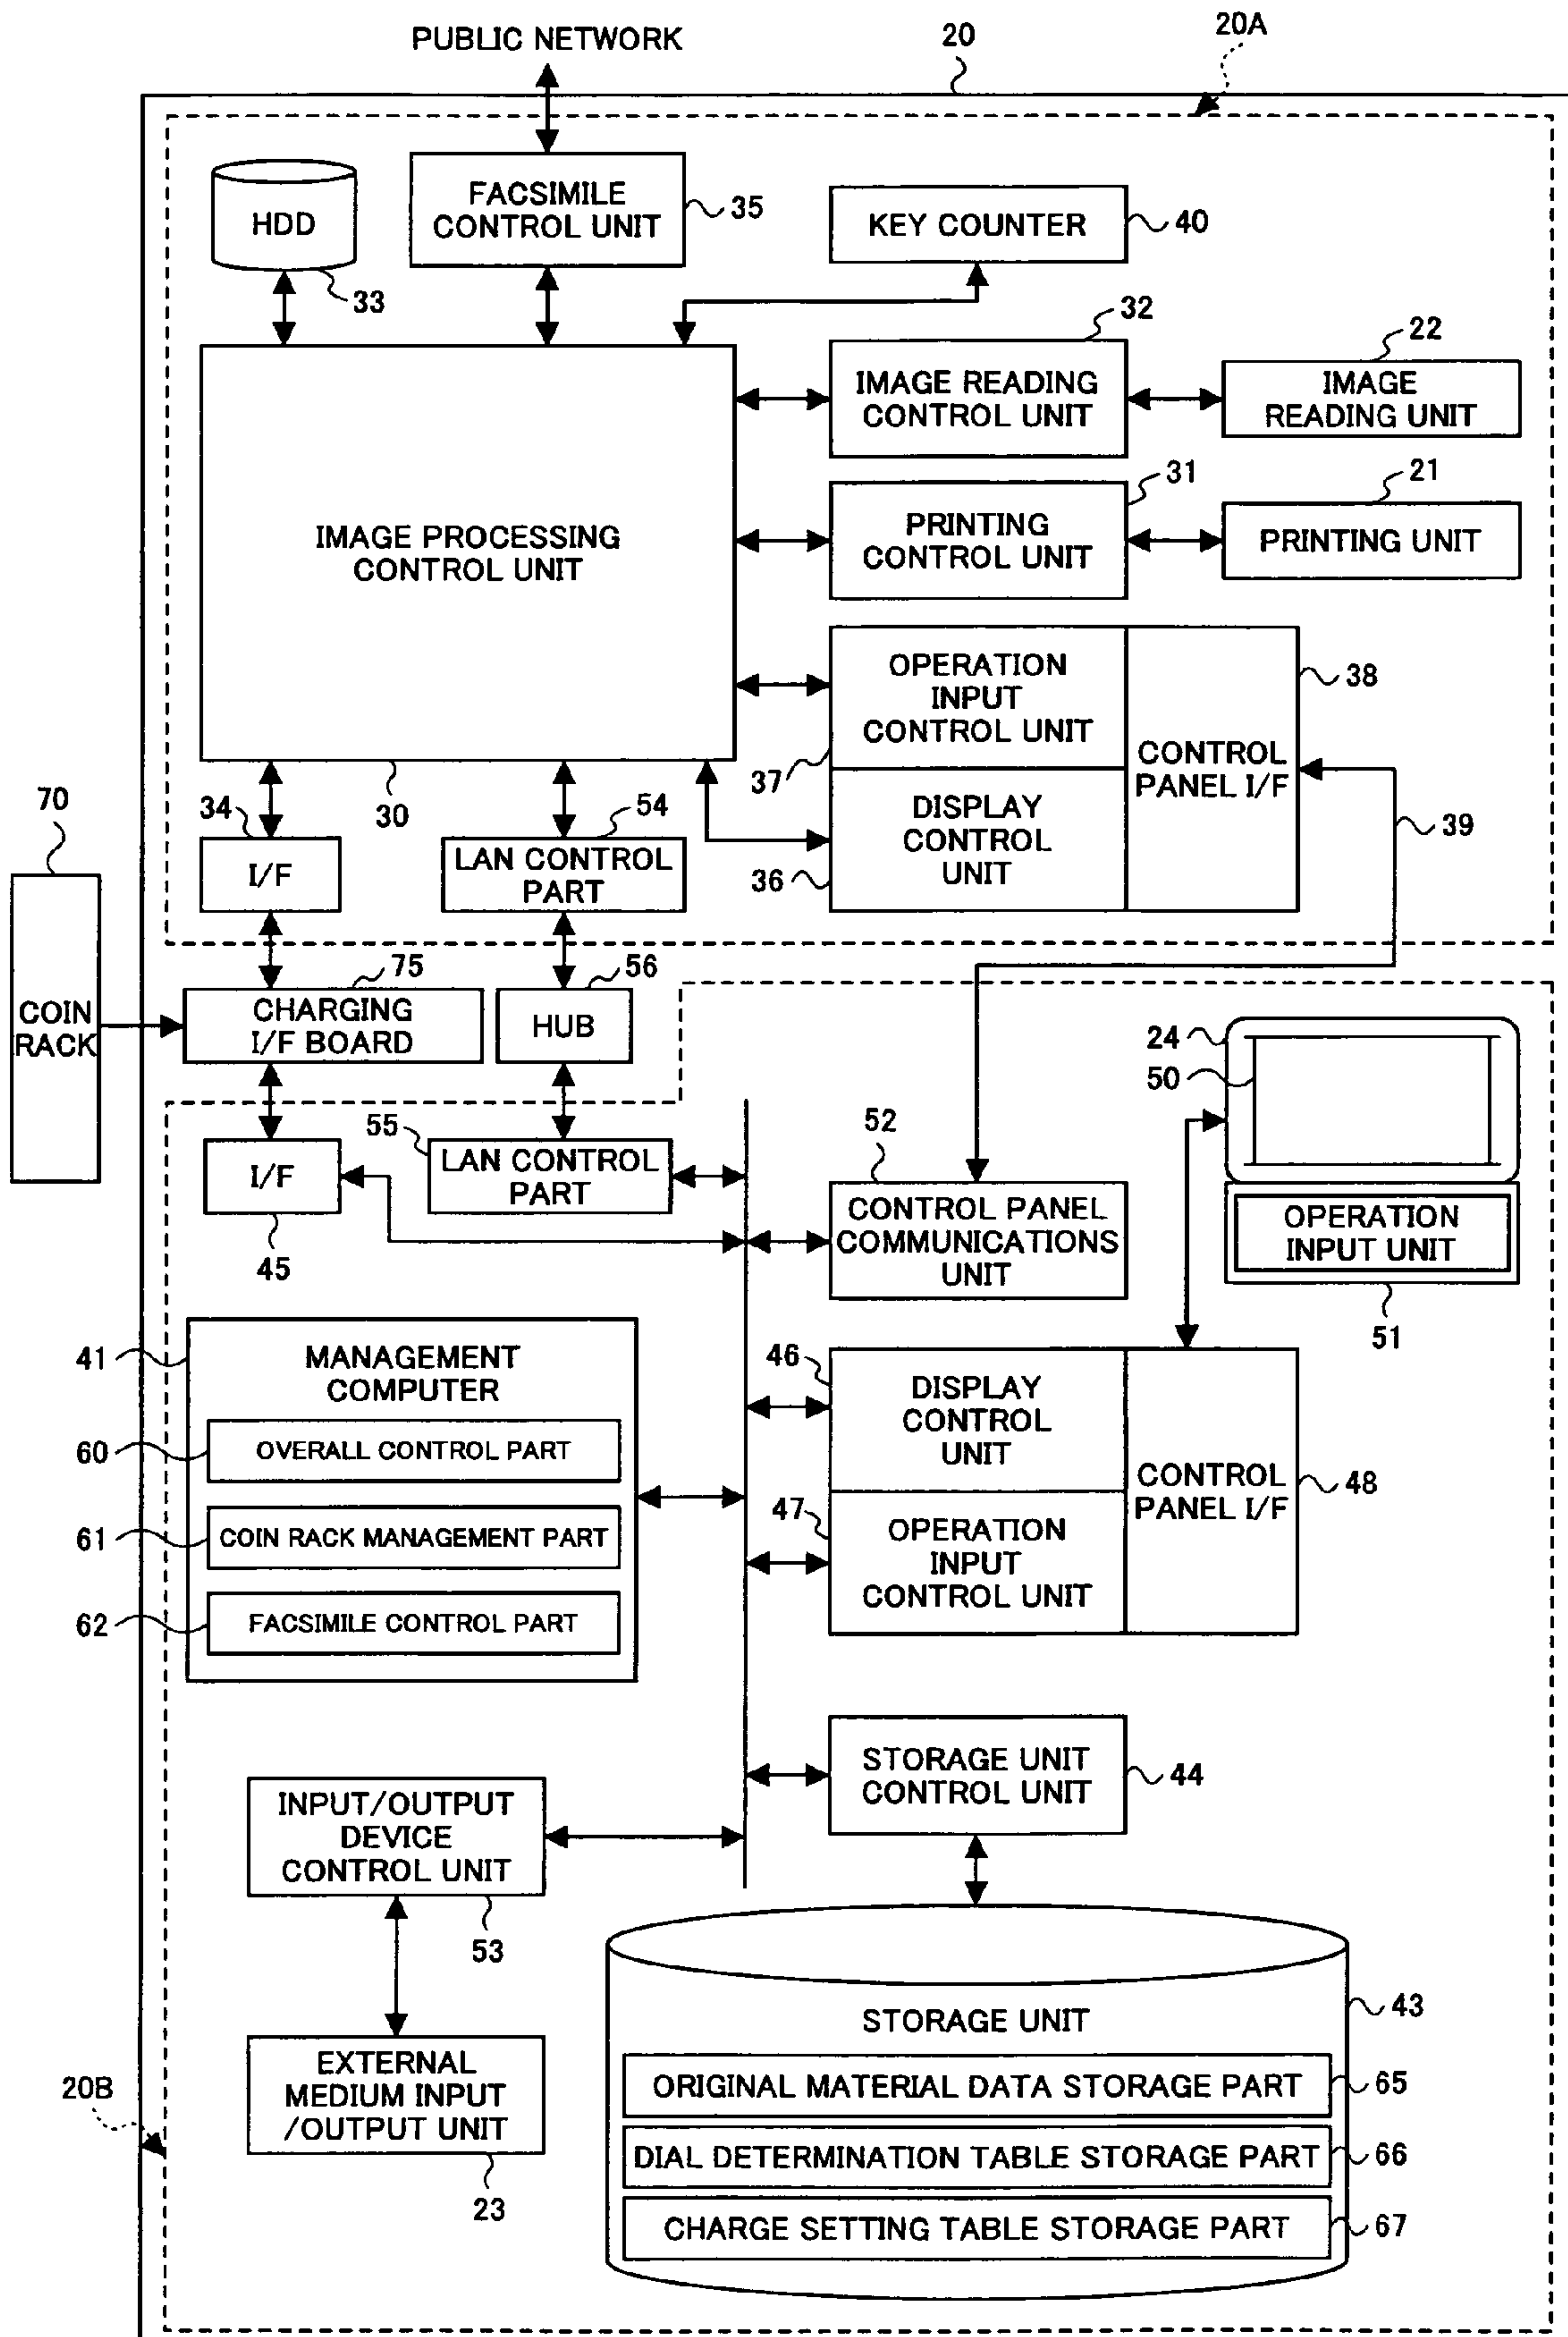 PUBLIC NETWORK
20
20A
HDD
33
FACSIMILE
CONTROL UNIT
35
KEY COUNTER
40
32
22
IMAGE READING
CONTROL UNIT
IMAGE
READING UNIT
31
21
IMAGE PROCESSING
CONTROL UNIT
PRINTING
CONTROL UNIT
PRINTING UNIT
OPERATION
INPUT
CONTROL UNIT
37
38
CONTROL
PANEL I/F
DISPLAY
CONTROL
UNIT
36
39
30
70
34
I/F
54
LAN CONTROL
PART
COIN
RACK
75
CHARGING
I/F BOARD
56
HUB
24
50
52
55
I/F
45
LAN CONTROL
PART
CONTROL PANEL
COMMUNICATIONS
UNIT
OPERATION
INPUT UNIT
51
41
MANAGEMENT
COMPUTER
60
OVERALL CONTROL PART
61
COIN RACK MANAGEMENT PART
62
FACSIMILE CONTROL PART
46
DISPLAY
CONTROL
UNIT
CONTROL
PANEL I/F
48
47
OPERATION
INPUT
CONTROL UNIT
STORAGE UNIT
CONTROL UNIT
44
INPUT/OUTPUT
DEVICE
CONTROL UNIT
53
20B
EXTERNAL
MEDIUM INPUT
/OUTPUT UNIT
23
43
STORAGE UNIT
ORIGINAL MATERIAL DATA STORAGE PART
65
DIAL DETERMINATION TABLE STORAGE PART
66
CHARGE SETTING TABLE STORAGE PART
67